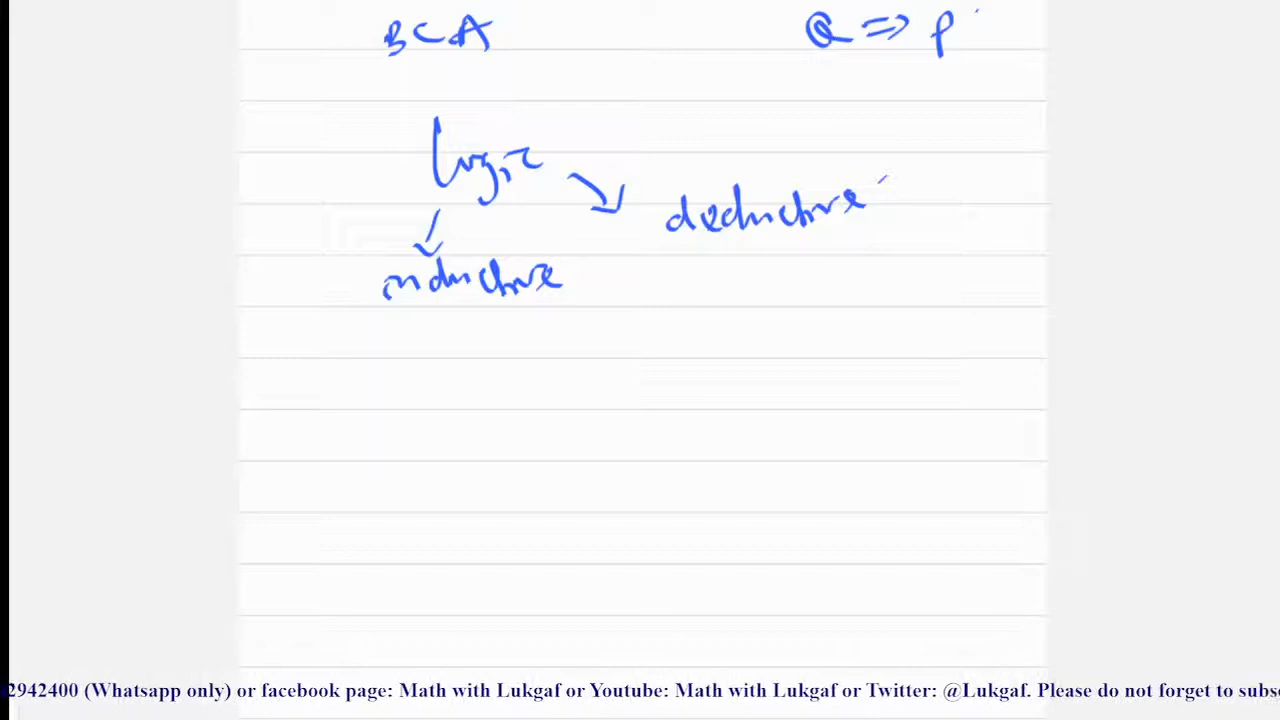 B ⊂ A
Q ⇒ P
Logic
deductive
inductive
2942400 (Whatsapp only) or facebook page: Math with Lukgaf or Youtube: Math with Lukgaf or Twitter: @Lukgaf. Please do not forget to subs